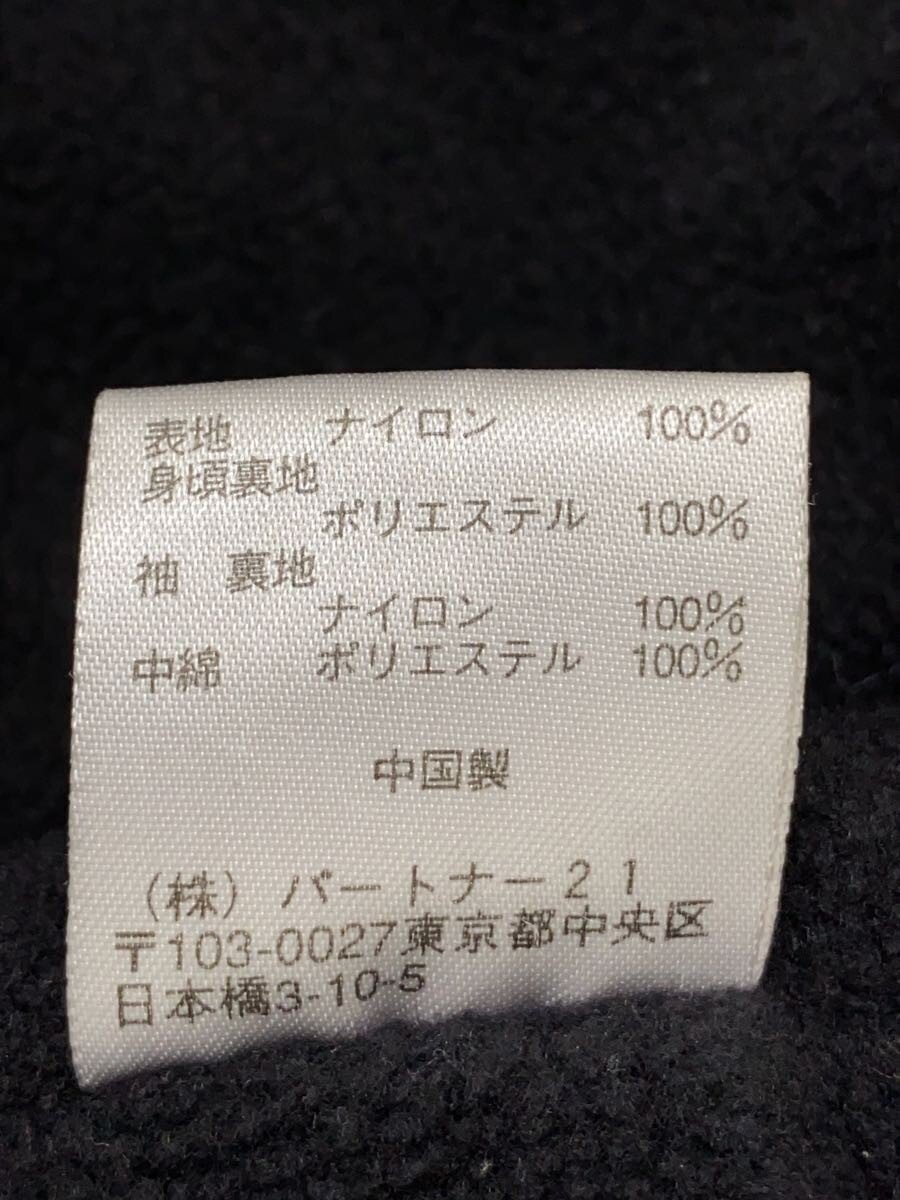 表地 ナイロン 100%
身頃裏地
ポリエステル 100%
袖 裏地
ナイロン 100%
中綿 ポリエステル 100%
中国製
(株) パートナー21
〒103-0027東京都中央区
日本橋3-10-5